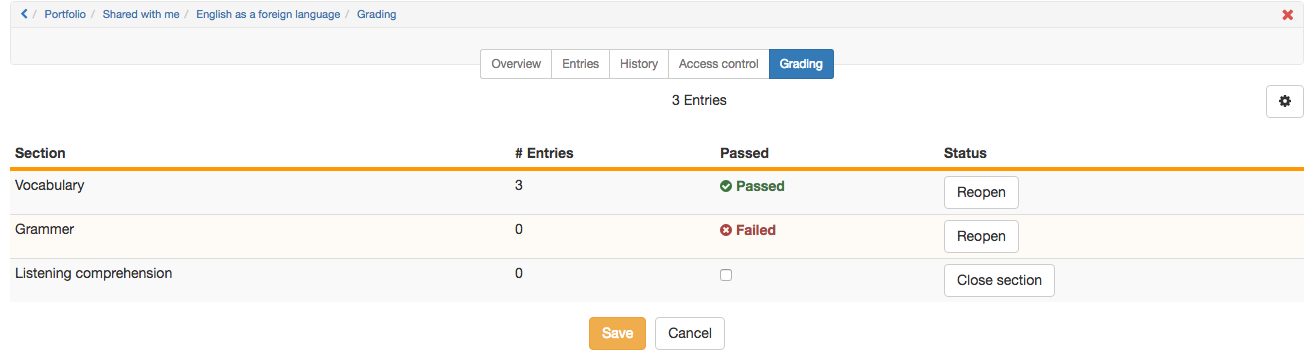 / Portfolio / Shared with me / English as a foreign language / Grading
Overview Entries History Access control Grading
3 Entries
Section # Entries Passed Status
Vocabulary 3 Passed Reopen
Grammer 0 Failed Reopen
Listening comprehension 0 Close section
Save Cancel